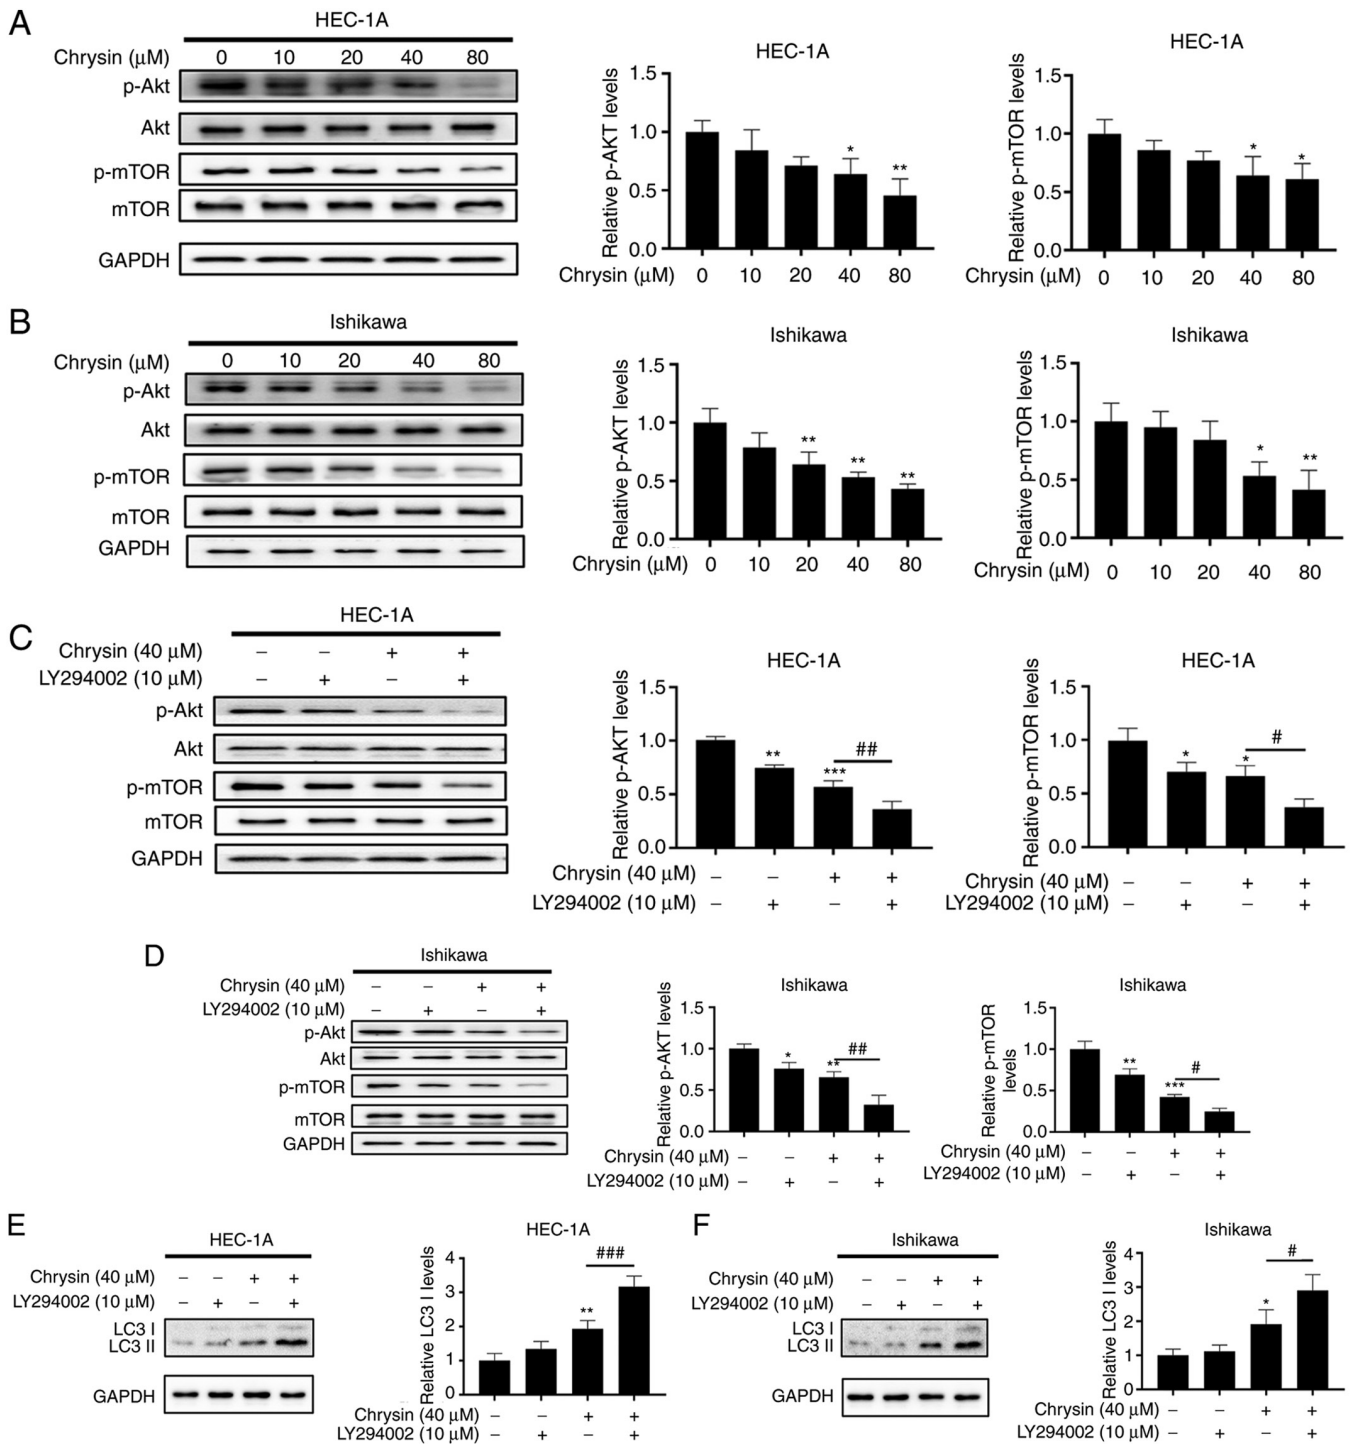 A
HEC-1A
Chrysin (μM) 0 10 20 40 80
p-Akt
Akt
p-mTOR
mTOR
GAPDH
HEC-1A
Relative p-AKT levels
1.5
1.0
0.5
0.0
* **
Chrysin (μM) 0 10 20 40 80
HEC-1A
Relative p-mTOR levels
1.5
1.0
0.5
0.0
* *
Chrysin (μM) 0 10 20 40 80
B
Ishikawa
Chrysin (μM) 0 10 20 40 80
p-Akt
Akt
p-mTOR
mTOR
GAPDH
Ishikawa
Relative p-AKT levels
1.5
1.0
0.5
0.0
** ** **
Chrysin (μM) 0 10 20 40 80
Ishikawa
Relative p-mTOR levels
1.5
1.0
0.5
0.0
* **
Chrysin (μM) 0 10 20 40 80
C
HEC-1A
Chrysin (40 μM) – – + +
LY294002 (10 μM) – + – +
p-Akt
Akt
p-mTOR
mTOR
GAPDH
HEC-1A
Relative p-AKT levels
1.5
1.0
0.5
0.0
** *** ##
Chrysin (40 μM) – – + +
LY294002 (10 μM) – + – +
HEC-1A
Relative p-mTOR levels
1.5
1.0
0.5
0.0
* * #
Chrysin (40 μM) – – + +
LY294002 (10 μM) – + – +
D
Ishikawa
Chrysin (40 μM) – – + +
LY294002 (10 μM) – + – +
p-Akt
Akt
p-mTOR
mTOR
GAPDH
Ishikawa
Relative p-AKT levels
1.5
1.0
0.5
0.0
* ** ##
Chrysin (40 μM) – – + +
LY294002 (10 μM) – + – +
Ishikawa
Relative p-mTOR
levels
1.5
1.0
0.5
0.0
** *** #
Chrysin (40 μM) – – + +
LY294002 (10 μM) – + – +
E
HEC-1A
Chrysin (40 μM) – – + +
LY294002 (10 μM) – + – +
LC3 I
LC3 II
GAPDH
HEC-1A
Relative LC3 I levels
4
3
2
1
0
** ###
Chrysin (40 μM) – – + +
LY294002 (10 μM) – + – +
F
Ishikawa
Chrysin (40 μM) – – + +
LY294002 (10 μM) – + – +
LC3 I
LC3 II
GAPDH
Ishikawa
Relative LC3 I levels
4
3
2
1
0
* #
Chrysin (40 μM) – – + +
LY294002 (10 μM) – + – +